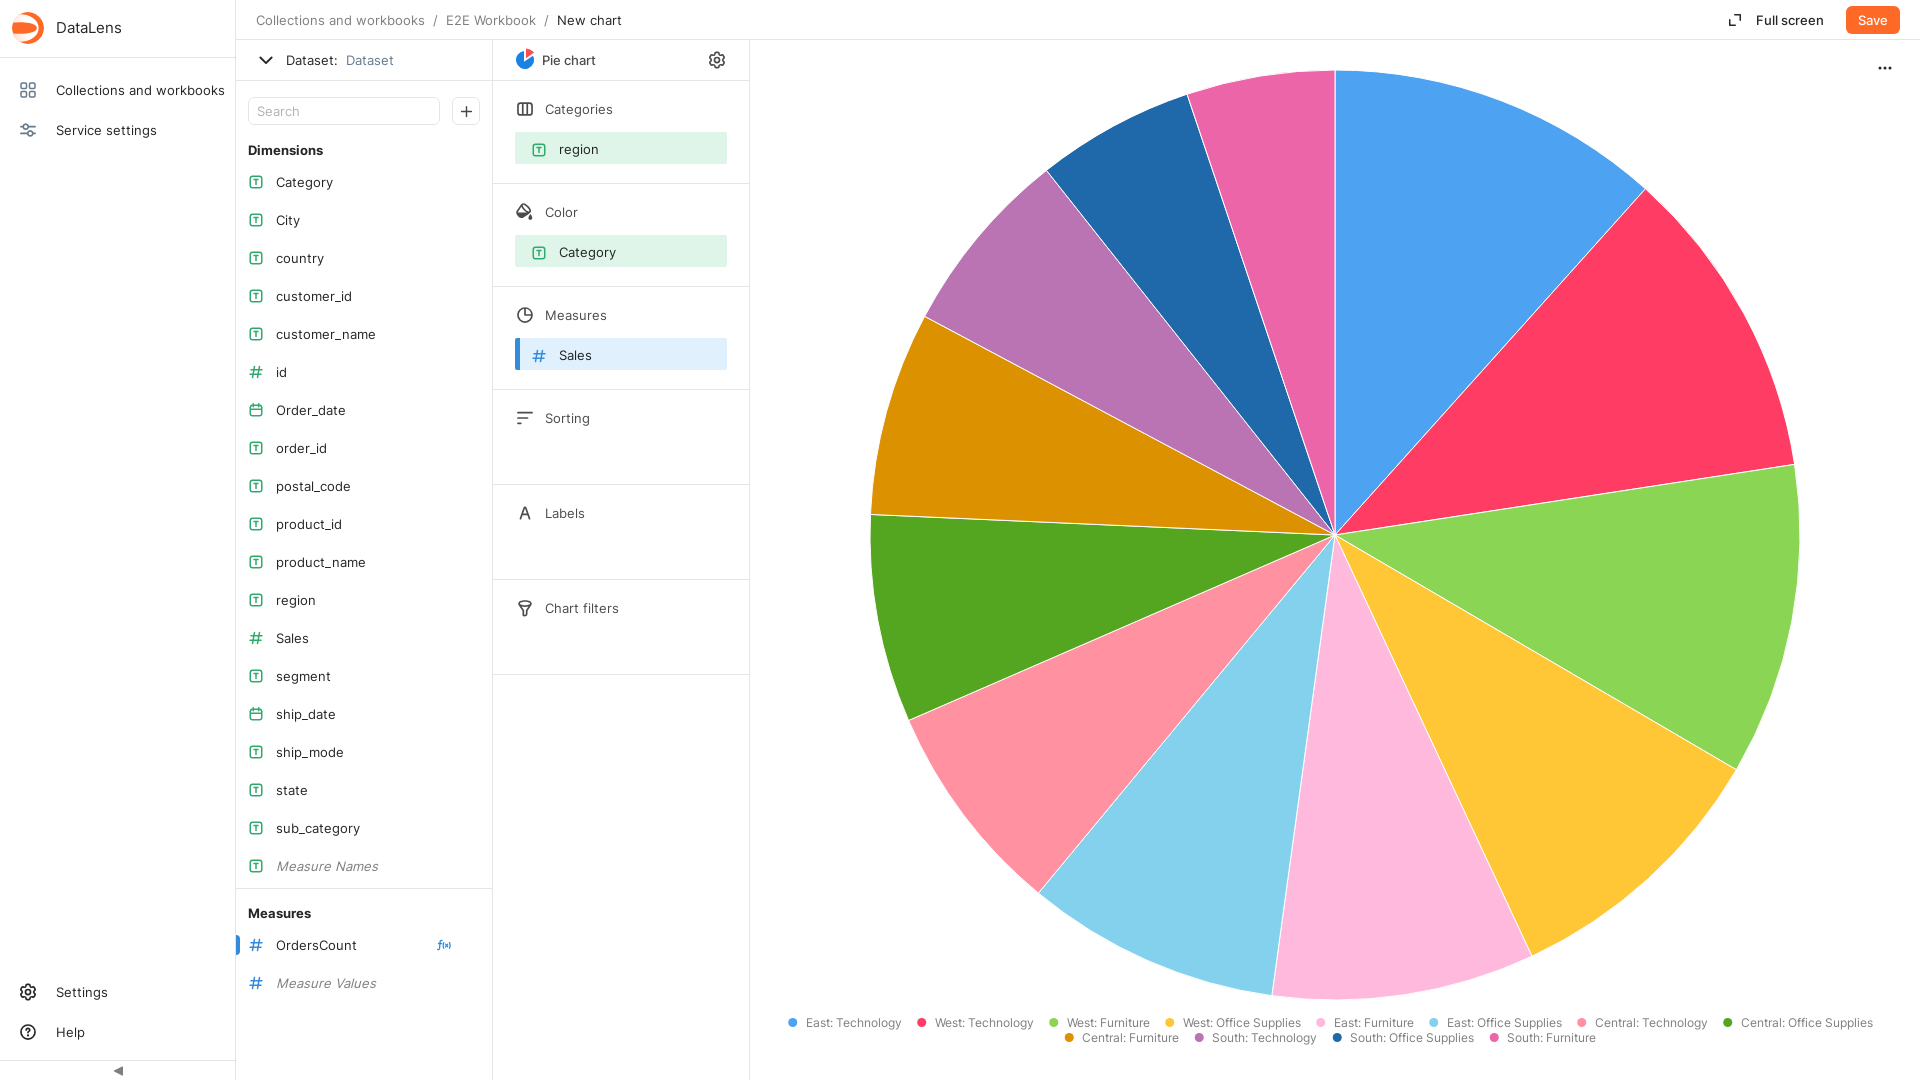 DataLens
Collections and workbooks
Service settings
Settings
Help
Collections and workbooks / E2E Workbook / New chart
Full screen
Save
Dataset: Dataset
Search
Dimensions
Category
City
country
customer_id
customer_name
id
Order_date
order_id
postal_code
product_id
product_name
region
Sales
segment
ship_date
ship_mode
state
sub_category
Measure Names
Measures
OrdersCount
Measure Values
Pie chart
Categories
region
Color
Category
Measures
Sales
Sorting
Labels
Chart filters
East: Technology West: Technology West: Furniture West: Office Supplies East: Furniture East: Office Supplies Central: Technology Central: Office Supplies
Central: Furniture South: Technology South: Office Supplies South: Furniture